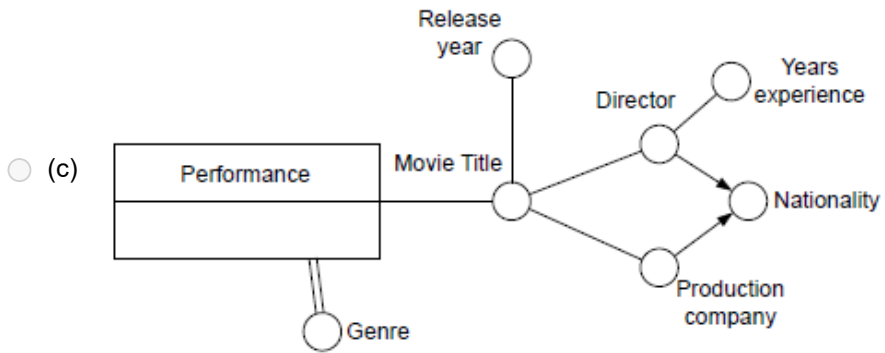 Release
year
Years
experience
Director
(c)
Performance
Movie Title
Nationality
Production
company
Genre